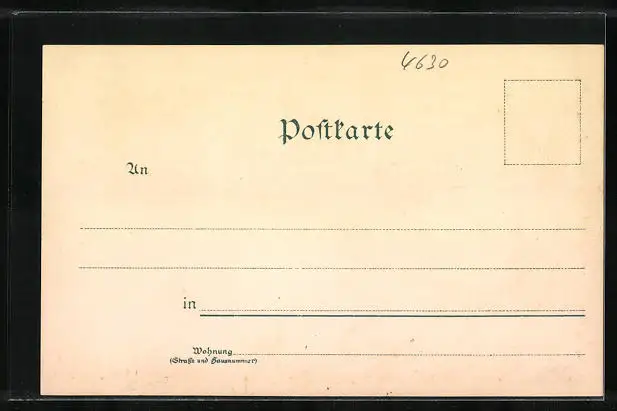 4630
Postkarte
An
in
Wohnung
(Straße und Hausnummer)